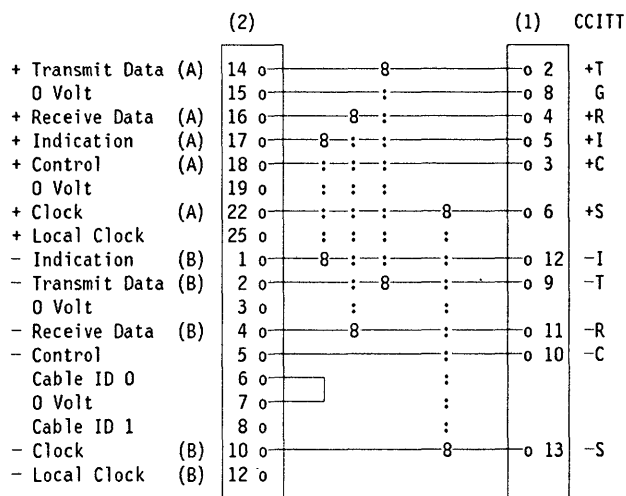 (2) (1) CCITT
+ Transmit Data (A) 14 o 8 o 2 +T
0 Volt 15 o : o 8 G
+ Receive Data (A) 16 o 8 : o 4 +R
+ Indication (A) 17 o 8 : : o 5 +I
+ Control (A) 18 o : : : o 3 +C
0 Volt 19 o : : :
+ Clock (A) 22 o : : : 8 o 6 +S
+ Local Clock 25 o : : : :
- Indication (B) 1 o 8 : : : o 12 -I
- Transmit Data (B) 2 o : 8 : o 9 -T
0 Volt 3 o : :
- Receive Data (B) 4 o 8 : o 11 -R
- Control 5 o : o 10 -C
Cable ID 0 6 o :
0 Volt 7 o :
Cable ID 1 8 o :
- Clock (B) 10 o 8 o 13 -S
- Local Clock (B) 12 o